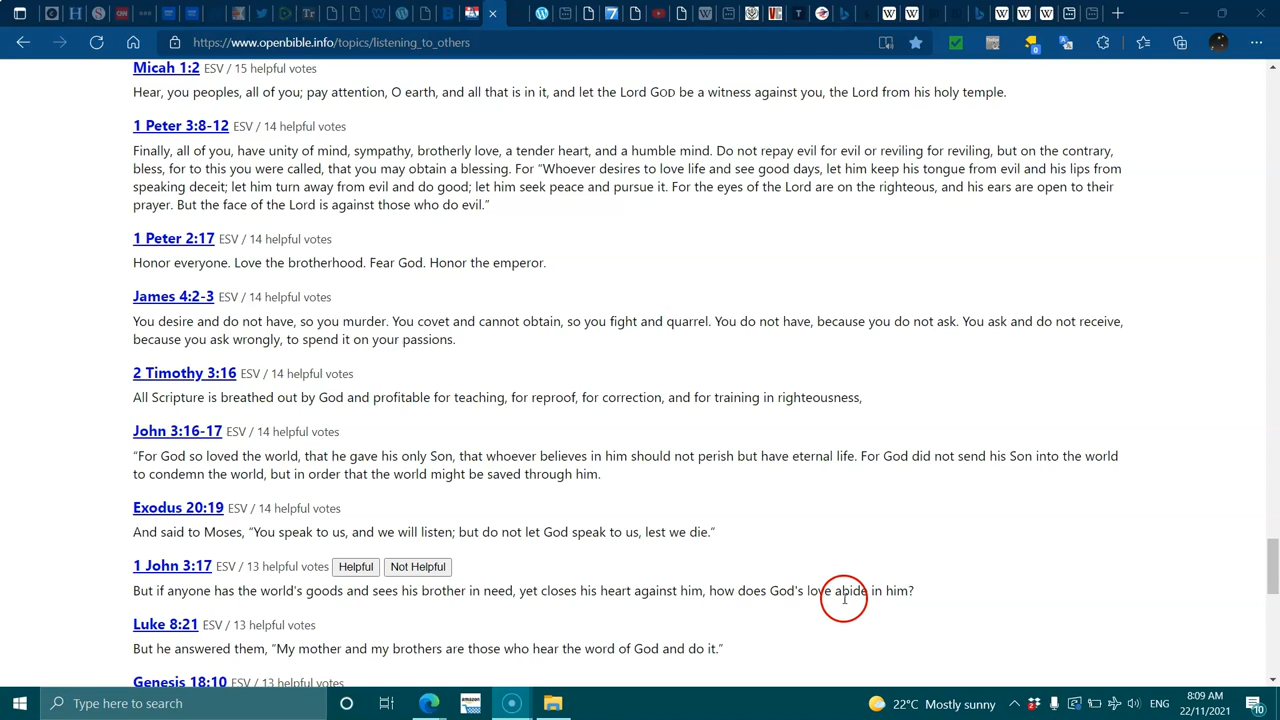 https://www.openbible.info/topics/listening_to_others
Micah 1:2 ESV / 15 helpful votes
Hear, you peoples, all of you; pay attention, O earth, and all that is in it, and let the Lord GOD be a witness against you, the Lord from his holy temple.
1 Peter 3:8-12 ESV / 14 helpful votes
Finally, all of you, have unity of mind, sympathy, brotherly love, a tender heart, and a humble mind. Do not repay evil for evil or reviling for reviling, but on the contrary,
bless, for to this you were called, that you may obtain a blessing. For “Whoever desires to love life and see good days, let him keep his tongue from evil and his lips from
speaking deceit; let him turn away from evil and do good; let him seek peace and pursue it. For the eyes of the Lord are on the righteous, and his ears are open to their
prayer. But the face of the Lord is against those who do evil.”
1 Peter 2:17 ESV / 14 helpful votes
Honor everyone. Love the brotherhood. Fear God. Honor the emperor.
James 4:2-3 ESV / 14 helpful votes
You desire and do not have, so you murder. You covet and cannot obtain, so you fight and quarrel. You do not have, because you do not ask. You ask and do not receive,
because you ask wrongly, to spend it on your passions.
2 Timothy 3:16 ESV / 14 helpful votes
All Scripture is breathed out by God and profitable for teaching, for reproof, for correction, and for training in righteousness,
John 3:16-17 ESV / 14 helpful votes
“For God so loved the world, that he gave his only Son, that whoever believes in him should not perish but have eternal life. For God did not send his Son into the world
to condemn the world, but in order that the world might be saved through him.
Exodus 20:19 ESV / 14 helpful votes
And said to Moses, “You speak to us, and we will listen; but do not let God speak to us, lest we die.”
1 John 3:17 ESV / 13 helpful votes Helpful Not Helpful
But if anyone has the world's goods and sees his brother in need, yet closes his heart against him, how does God's love abide in him?
Luke 8:21 ESV / 13 helpful votes
But he answered them, “My mother and my brothers are those who hear the word of God and do it.”
Genesis 18:10 ESV / 13 helpful votes
Type here to search
amazon
22°C Mostly sunny
ENG
8:09 AM
22/11/2021